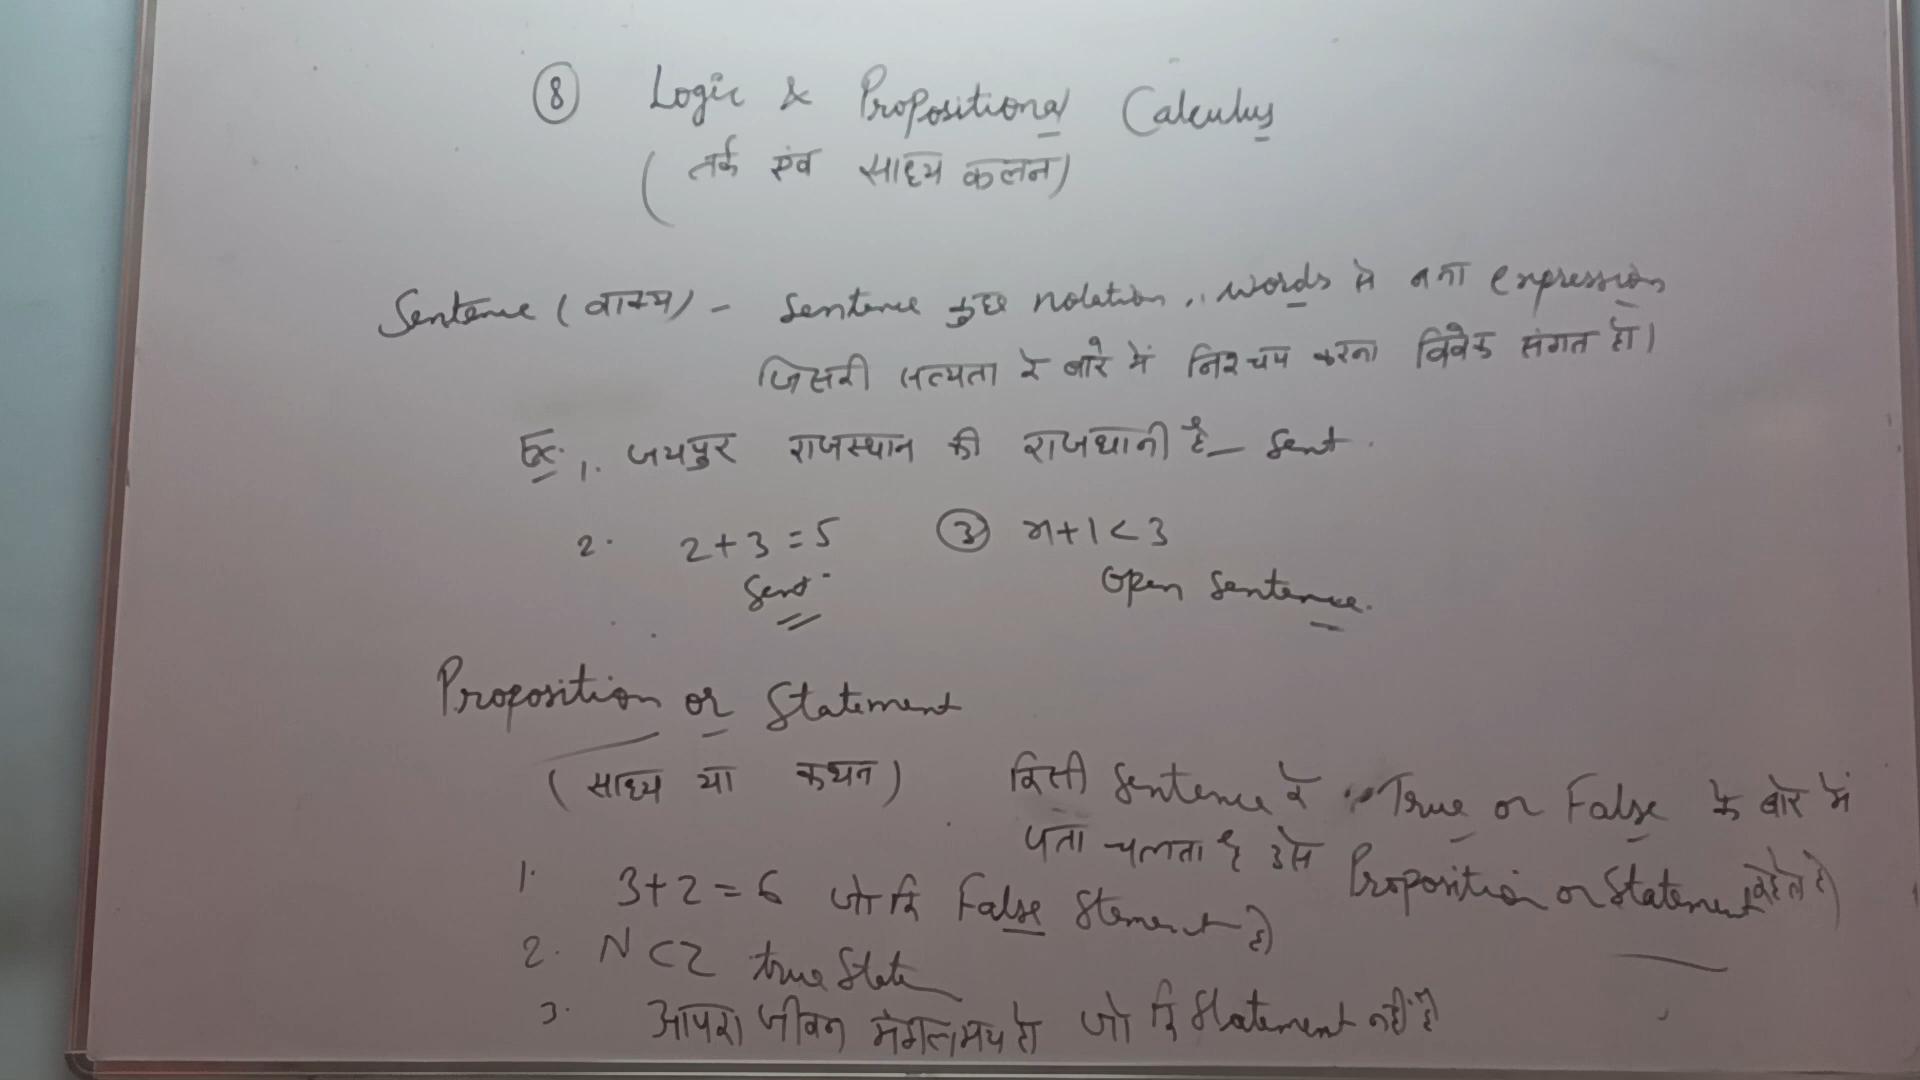 ⑧ Logic & Propositional Calculus
( तर्क एंव साध्य कलन)
Sentence (वाक्य) - Sentence कुछ notation, words से बना expression
जिसकी सत्यता के बारे में निश्चय करना विवेक संगत हो।
Ex. 1. जयपुर राजस्थान की राजधानी है - Sent.
2. 2+3=5 ③ x+1<3
Sent. Open Sentence.
Proposition or Statement
( साध्य या कथन) किसी Sentence के True or False के बारे में
पता चलता है उसे Proposition or Statement कहते है
1. 3+2=6 जो कि False Stement है
2. N⊂Z true State
3. आपका जीवन मंगलमय हो जो कि Statement नहीं है